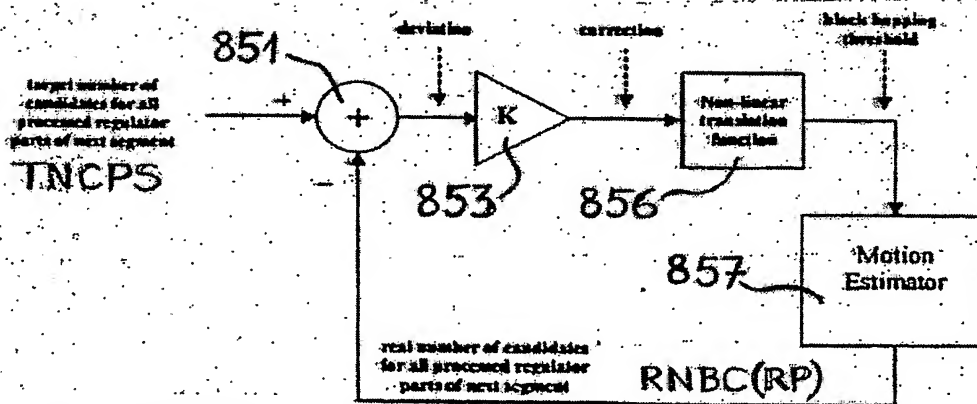 851
deviation
correction
block hopping
threshold
target number of
candidates for all
processed regulator
parts of next segment
TNCPS
+
+
−
K
853
Non-linear
translation
function
856
Motion
Estimator
857
real number of candidates
for all processed regulator
parts of next segment
RNBC(RP)